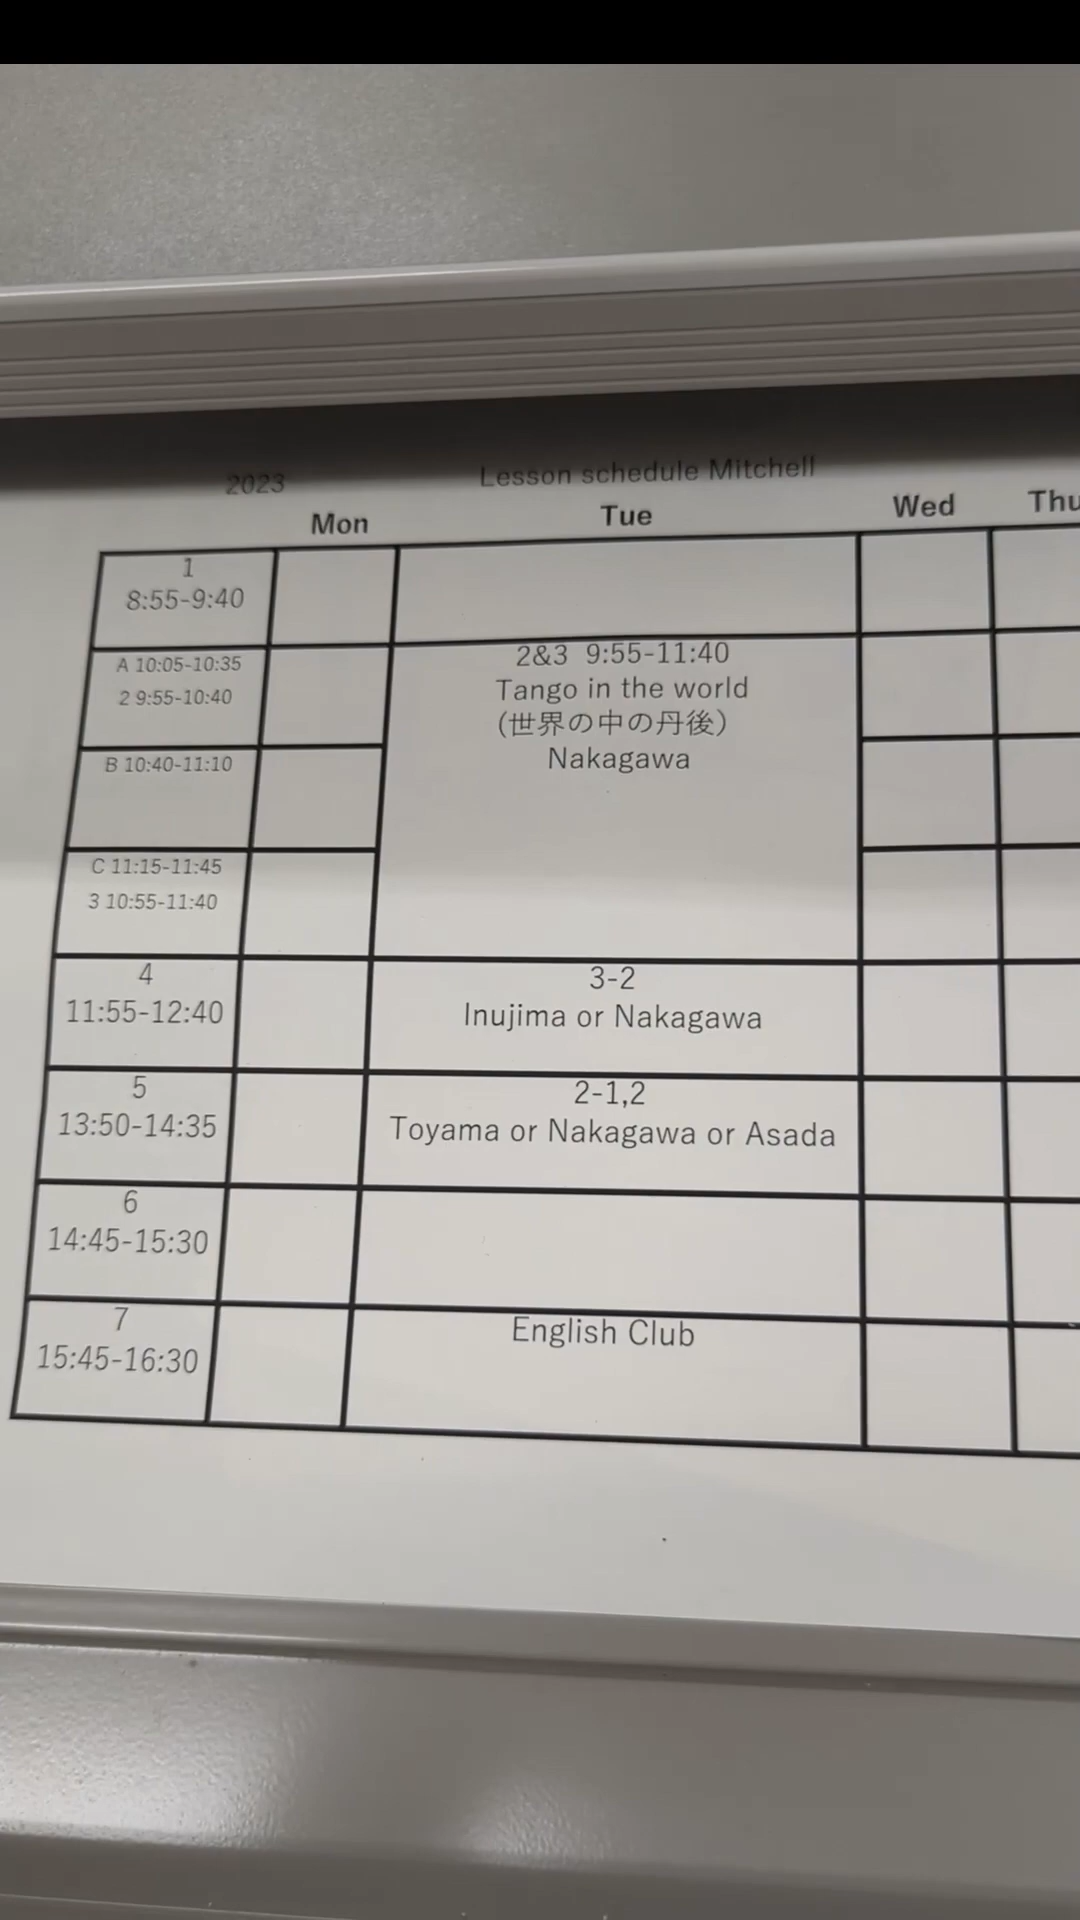 2023 Lesson schedule Mitchell
Mon Tue Wed Thu
1
8:55-9:40
A 10:05-10:35
2 9:55-10:40
B 10:40-11:10
C 11:15-11:45
3 10:55-11:40
2&3 9:55-11:40
Tango in the world
(世界の中の丹後)
Nakagawa
4
11:55-12:40
3-2
Inujima or Nakagawa
5
13:50-14:35
2-1,2
Toyama or Nakagawa or Asada
6
14:45-15:30
7
15:45-16:30
English Club